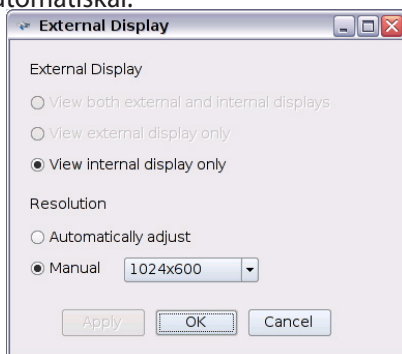 External Display
External Display
View both external and internal displays
View external display only
View internal display only
Resolution
Automatically adjust
Manual 1024x600
Apply OK Cancel